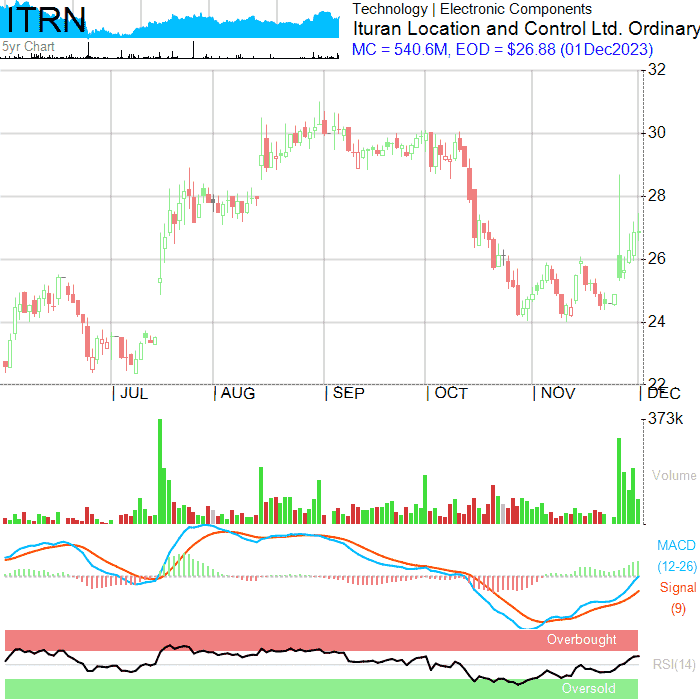 ITRN
5yr Chart
Technology | Electronic Components
Ituran Location and Control Ltd. Ordinary
MC = 540.6M, EOD = $26.88 (01Dec2023)
32
30
28
26
24
22
| JUL | AUG | SEP | OCT | NOV | DEC
373k
Volume
MACD
(12-26)
Signal
(9)
Overbought
RSI(14)
Oversold